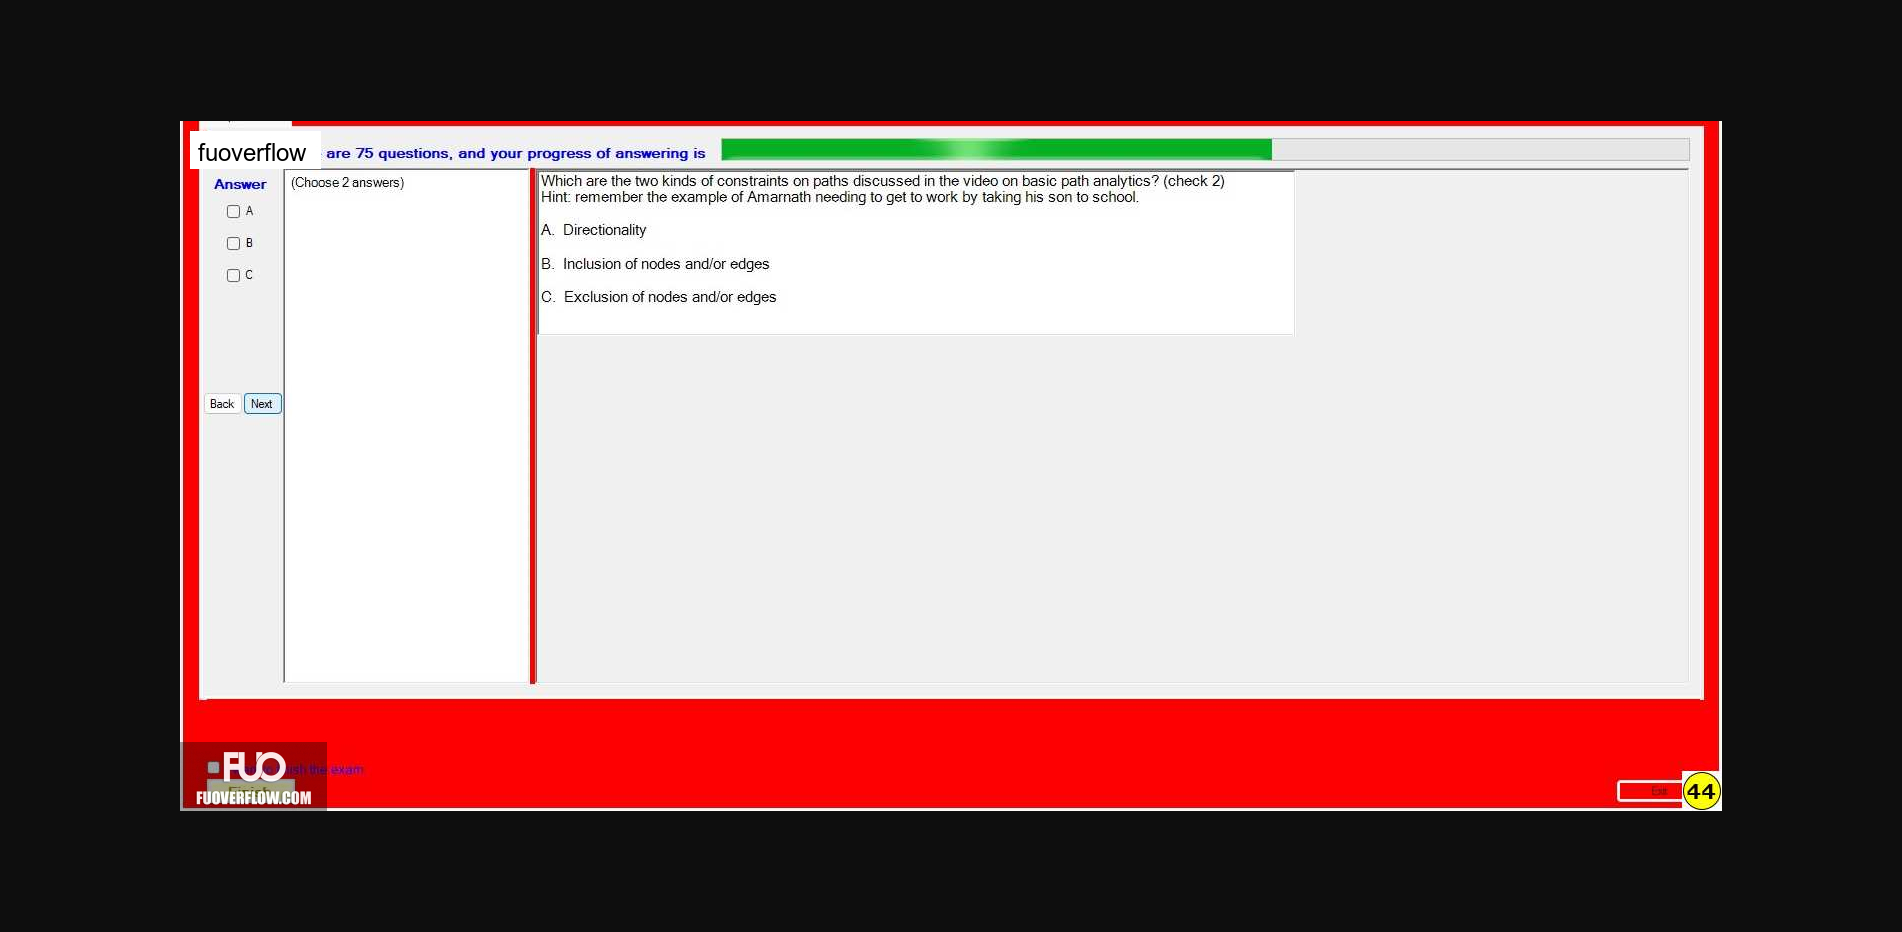 fuoverflow are 75 questions, and your progress of answering is
Answer
A
B
C
Back Next
(Choose 2 answers)
Which are the two kinds of constraints on paths discussed in the video on basic path analytics? (check 2)
Hint: remember the example of Amarnath needing to get to work by taking his son to school.
A. Directionality
B. Inclusion of nodes and/or edges
C. Exclusion of nodes and/or edges
FUO
the exam
Finish
FUOVERFLOW.COM
Exit
44